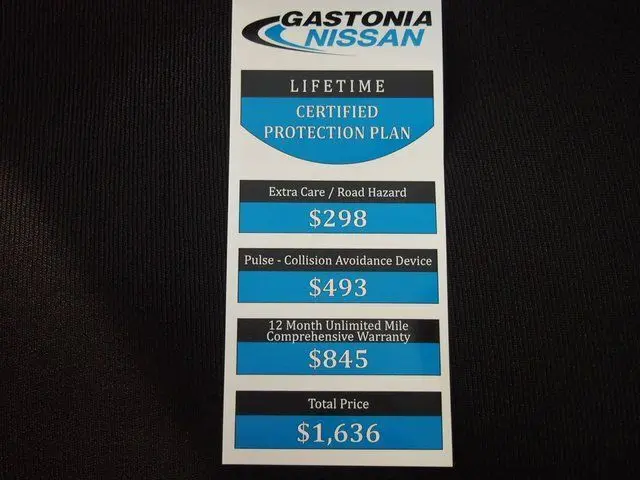 GASTONIA
NISSAN
LIFETIME
CERTIFIED
PROTECTION PLAN
Extra Care / Road Hazard
$298
Pulse - Collision Avoidance Device
$493
12 Month Unlimited Mile
Comprehensive Warranty
$845
Total Price
$1,636